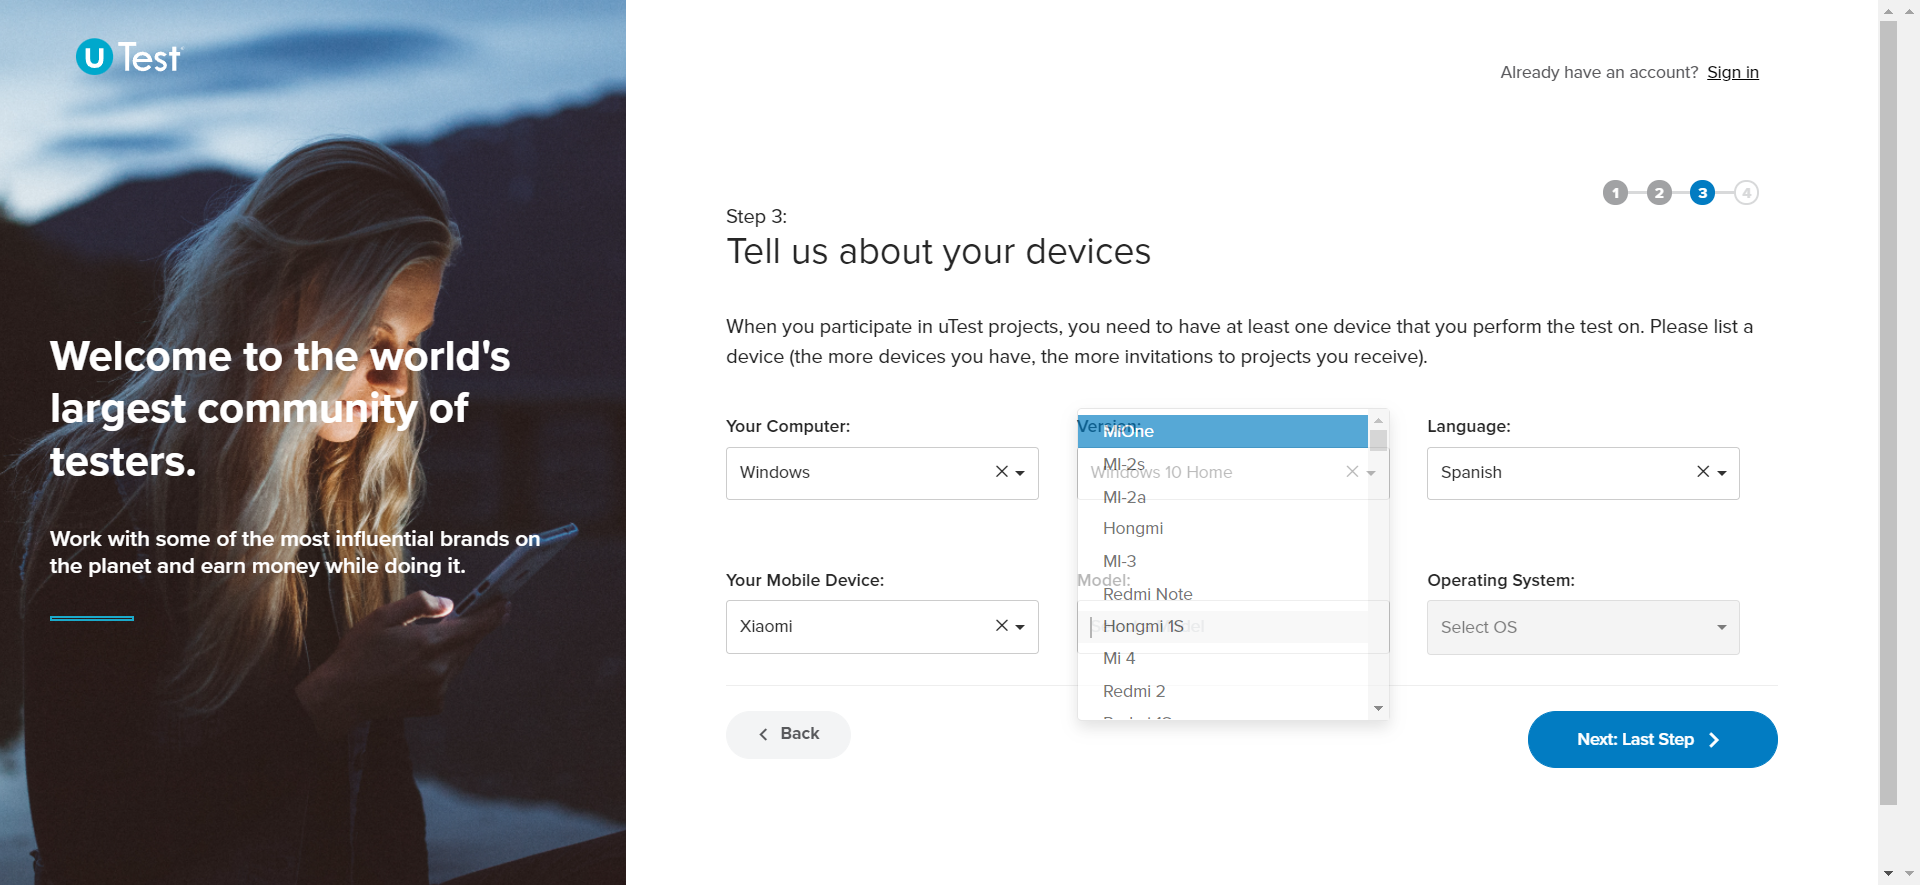 U Test
Already have an account? Sign in
1 2 3 4
Step 3:
Tell us about your devices
When you participate in uTest projects, you need to have at least one device that you perform the test on. Please list a
device (the more devices you have, the more invitations to projects you receive).
Welcome to the world's
largest community of
testers.
Work with some of the most influential brands on
the planet and earn money while doing it.
Your Computer:
Windows
Version:
Windows 10 Home
Language:
Spanish
Your Mobile Device:
Xiaomi
Model:
MiOne
MI-2s
MI-2a
Hongmi
MI-3
Redmi Note
Hongmi 1S
Mi 4
Redmi 2
Operating System:
Select OS
Back
Next: Last Step